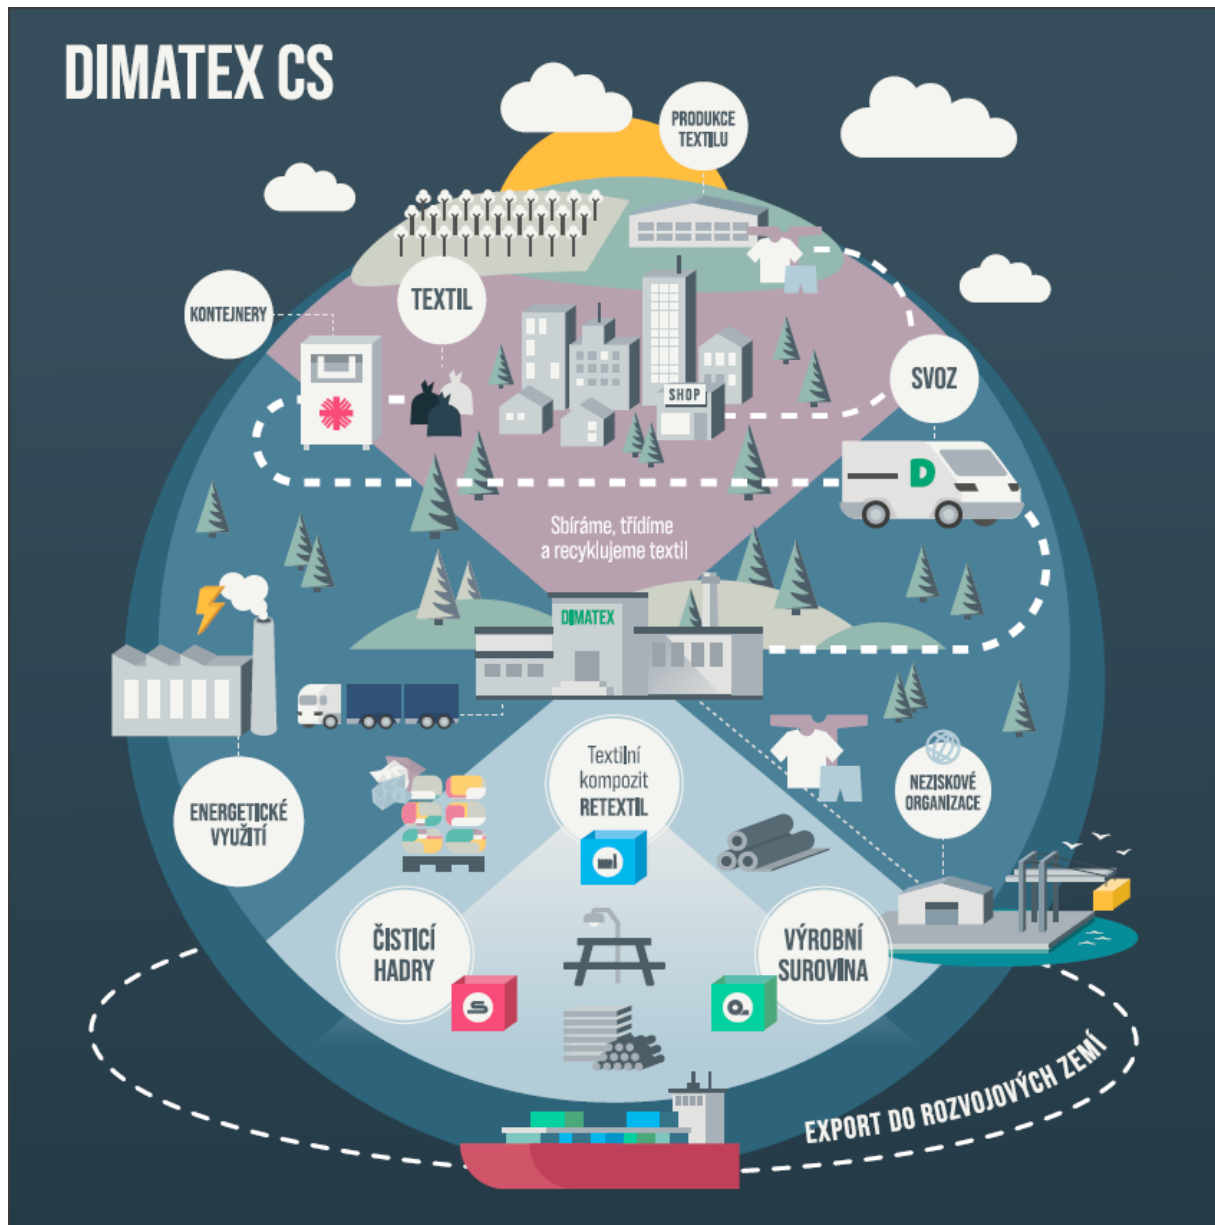 DIMATEX CS
PRODUKCE
TEXTILU
KONTEJNERY
TEXTIL
SVOZ
SHOP
D
Sbíráme, třídíme
a recyklujeme textil
DIMATEX
Textilní
kompozit
RETEXTIL
NEZISKOVÉ
ORGANIZACE
ENERGETICKÉ
VYUŽITÍ
ČISTICÍ
HADRY
VÝROBNÍ
SUROVINA
EXPORT DO ROZVOJOVÝCH ZEMÍ